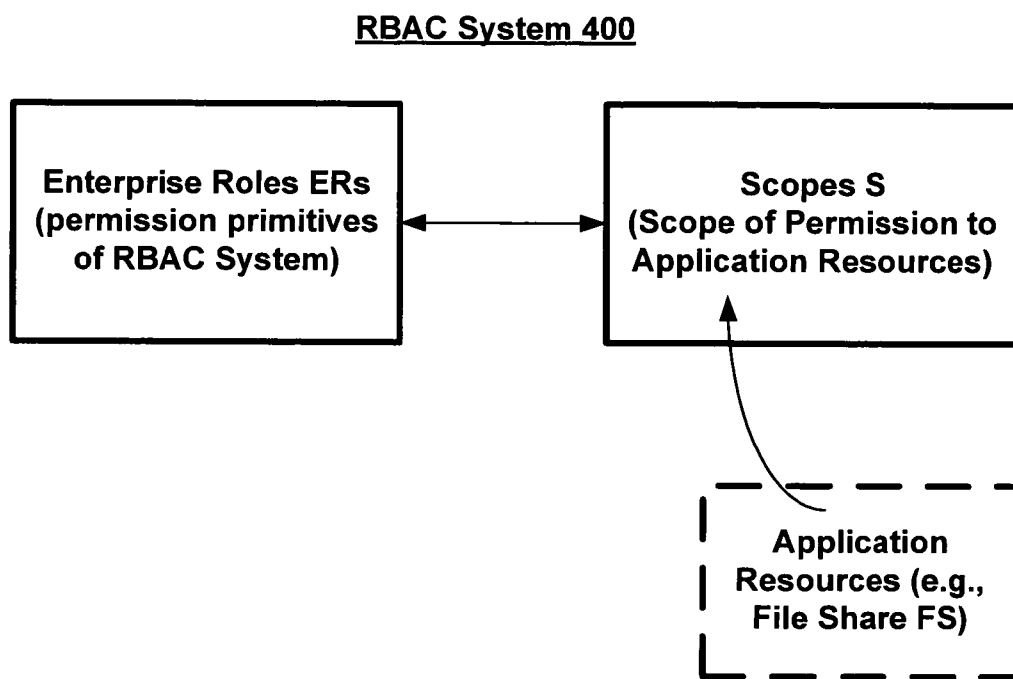 RBAC System 400
Enterprise Roles ERs
(permission primitives
of RBAC System)
Scopes S
(Scope of Permission to
Application Resources)
Application
Resources (e.g.,
File Share FS)